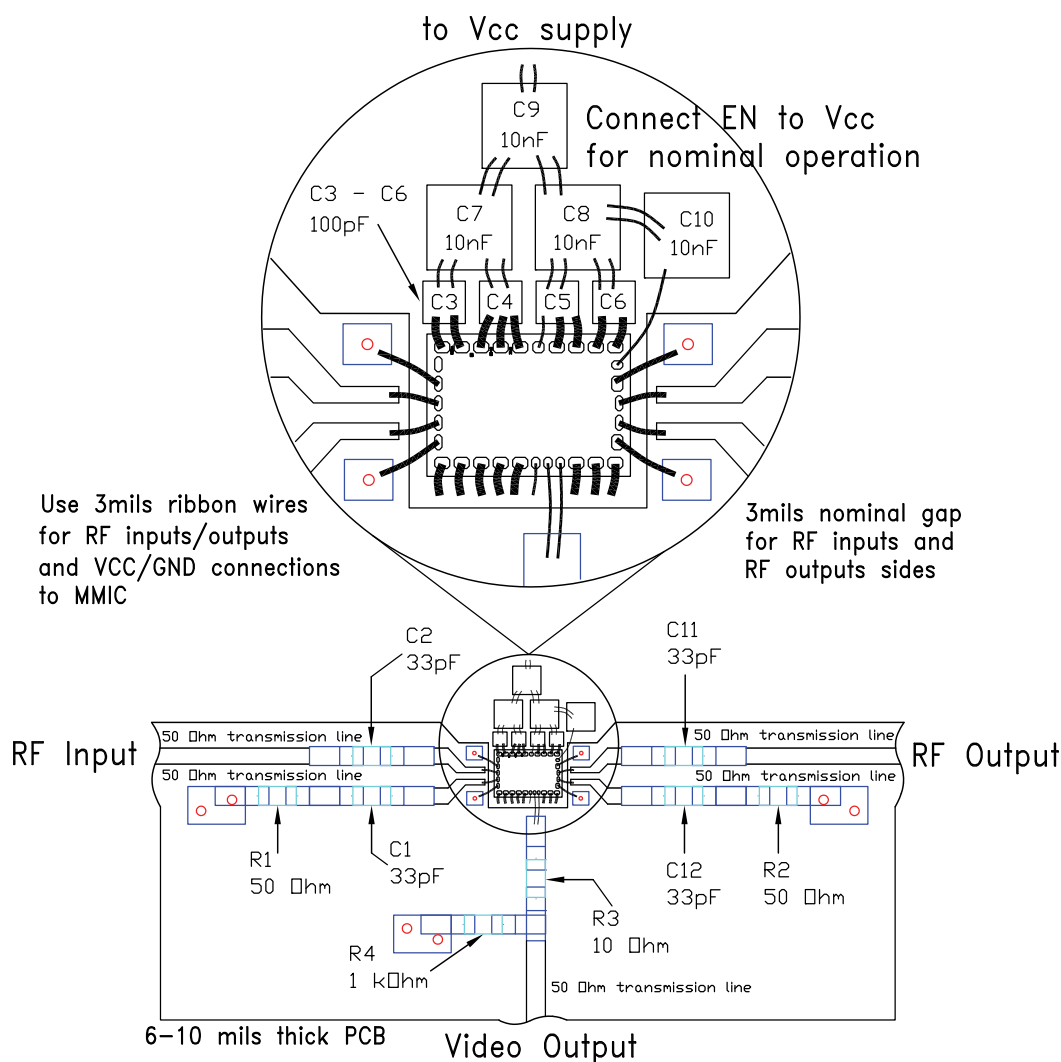 to Vcc supply
C9
10nF
Connect EN to Vcc
for nominal operation
C3 - C6
100pF
C7
10nF
C8
10nF
C10
10nF
C3
C4
C5
C6
Use 3mils ribbon wires
for RF inputs/outputs
and VCC/GND connections
to MMIC
3mils nominal gap
for RF inputs and
RF outputs sides
C2
33pF
C11
33pF
50 Ohm transmission line
50 Ohm transmission line
RF Input
RF Output
50 Ohm transmission line
50 Ohm transmission line
R1
50 Ohm
C1
33pF
C12
33pF
R2
50 Ohm
R3
10 Ohm
R4
1 kOhm
50 Ohm transmission line
6-10 mils thick PCB
Video Output